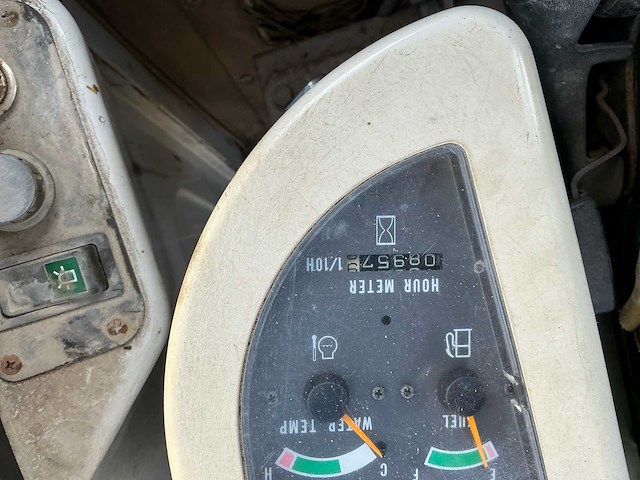 E F C H
FUEL WATER TEMP
HOUR METER
08957 1/10H